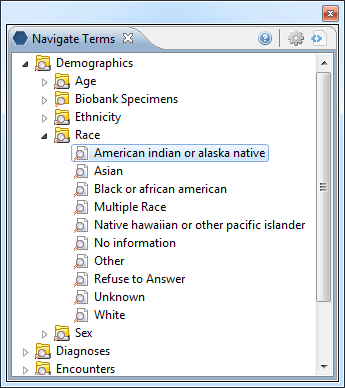 Navigate Terms
Demographics
Age
Biobank Specimens
Ethnicity
Race
American indian or alaska native
Asian
Black or african american
Multiple Race
Native hawaiian or other pacific islander
No information
Other
Refuse to Answer
Unknown
White
Sex
Diagnoses
Encounters